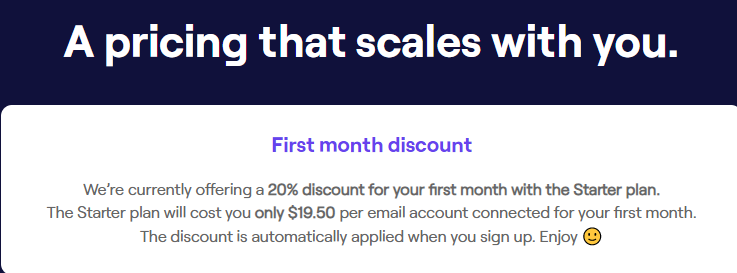 A pricing that scales with you.
First month discount
We're currently offering a 20% discount for your first month with the Starter plan.
The Starter plan will cost you only $19.50 per email account connected for your first month.
The discount is automatically applied when you sign up. Enjoy 🙂